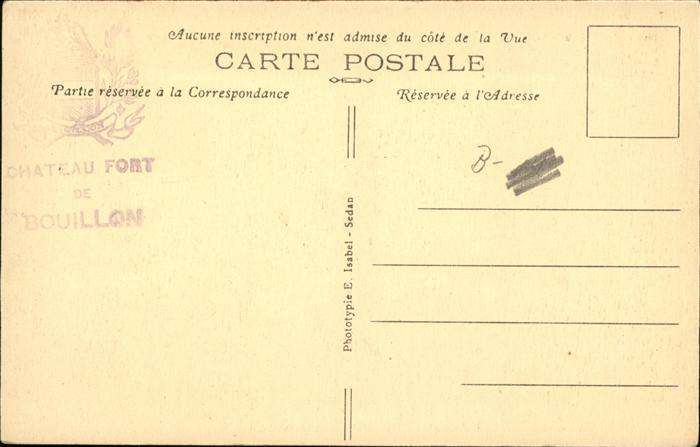 Aucune inscription n'est admise du côté de la Vue
CARTE POSTALE
Partie réservée à la Correspondance
Réservée à l'Adresse
CHATEAU FORT
DE
BOUILLON
B-
Phototypie E. Isabel - Sedan